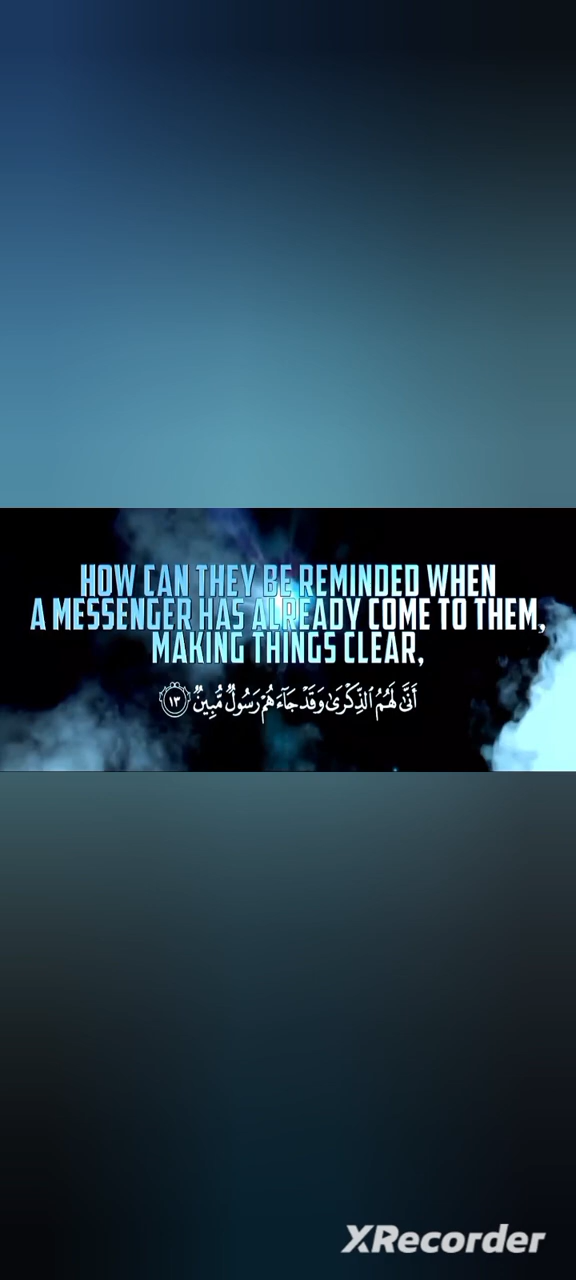 HOW CAN THEY BE REMINDED WHEN
A MESSENGER HAS ALREADY COME TO THEM,
MAKING THINGS CLEAR,
أَنَّىٰ لَهُمُ ٱلذِّكْرَىٰ وَقَدْ جَآءَهُمْ رَسُولٌ مُّبِينٌ ١٣
XRecorder